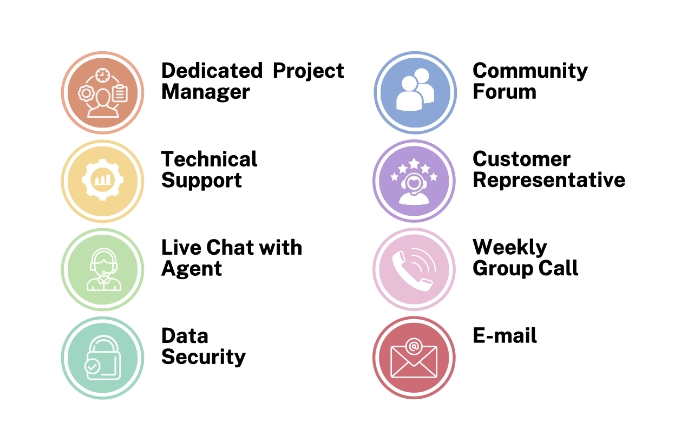 Dedicated Project
Manager
Technical
Support
Live Chat with
Agent
Data
Security
Community
Forum
Customer
Representative
Weekly
Group Call
E-mail
@